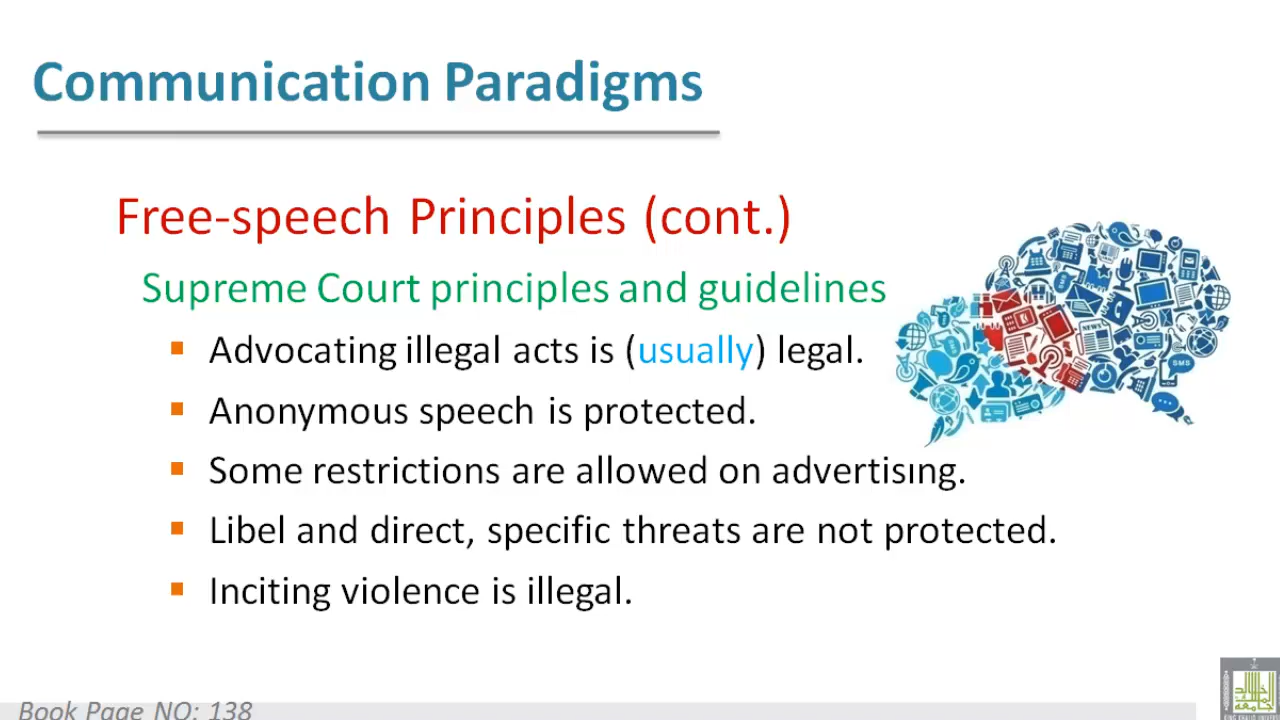 Communication Paradigms
Free-speech Principles (cont.)
Supreme Court principles and guidelines
Advocating illegal acts is (usually) legal.
Anonymous speech is protected.
Some restrictions are allowed on advertising.
Libel and direct, specific threats are not protected.
Inciting violence is illegal.
NEWS
SMS
Book Page NO: 138